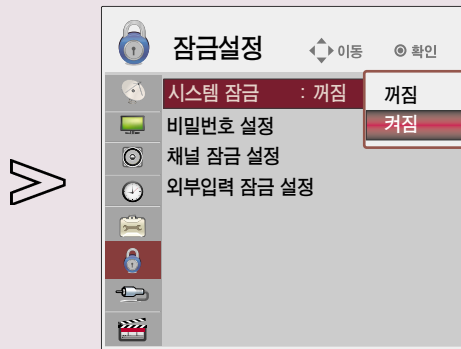 잠금설정 이동 확인
시스템 잠금 : 꺼짐 꺼짐
비밀번호 설정 켜짐
채널 잠금 설정
외부입력 잠금 설정